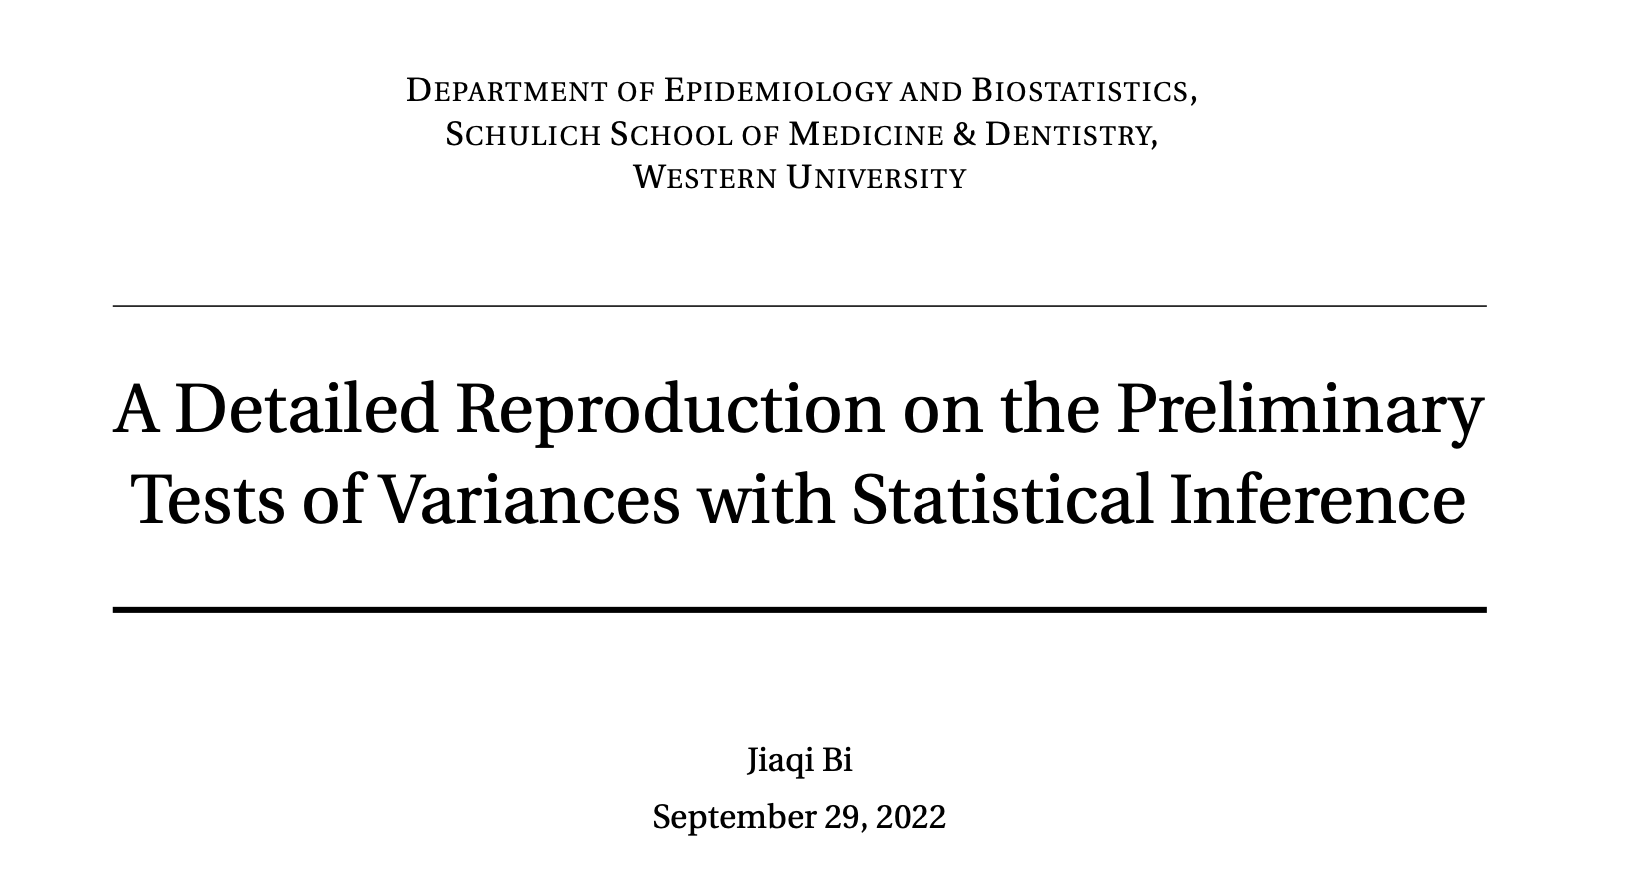 Department of Epidemiology and Biostatistics,
Schulich School of Medicine & Dentistry,
Western University
A Detailed Reproduction on the Preliminary
Tests of Variances with Statistical Inference
Jiaqi Bi
September 29, 2022